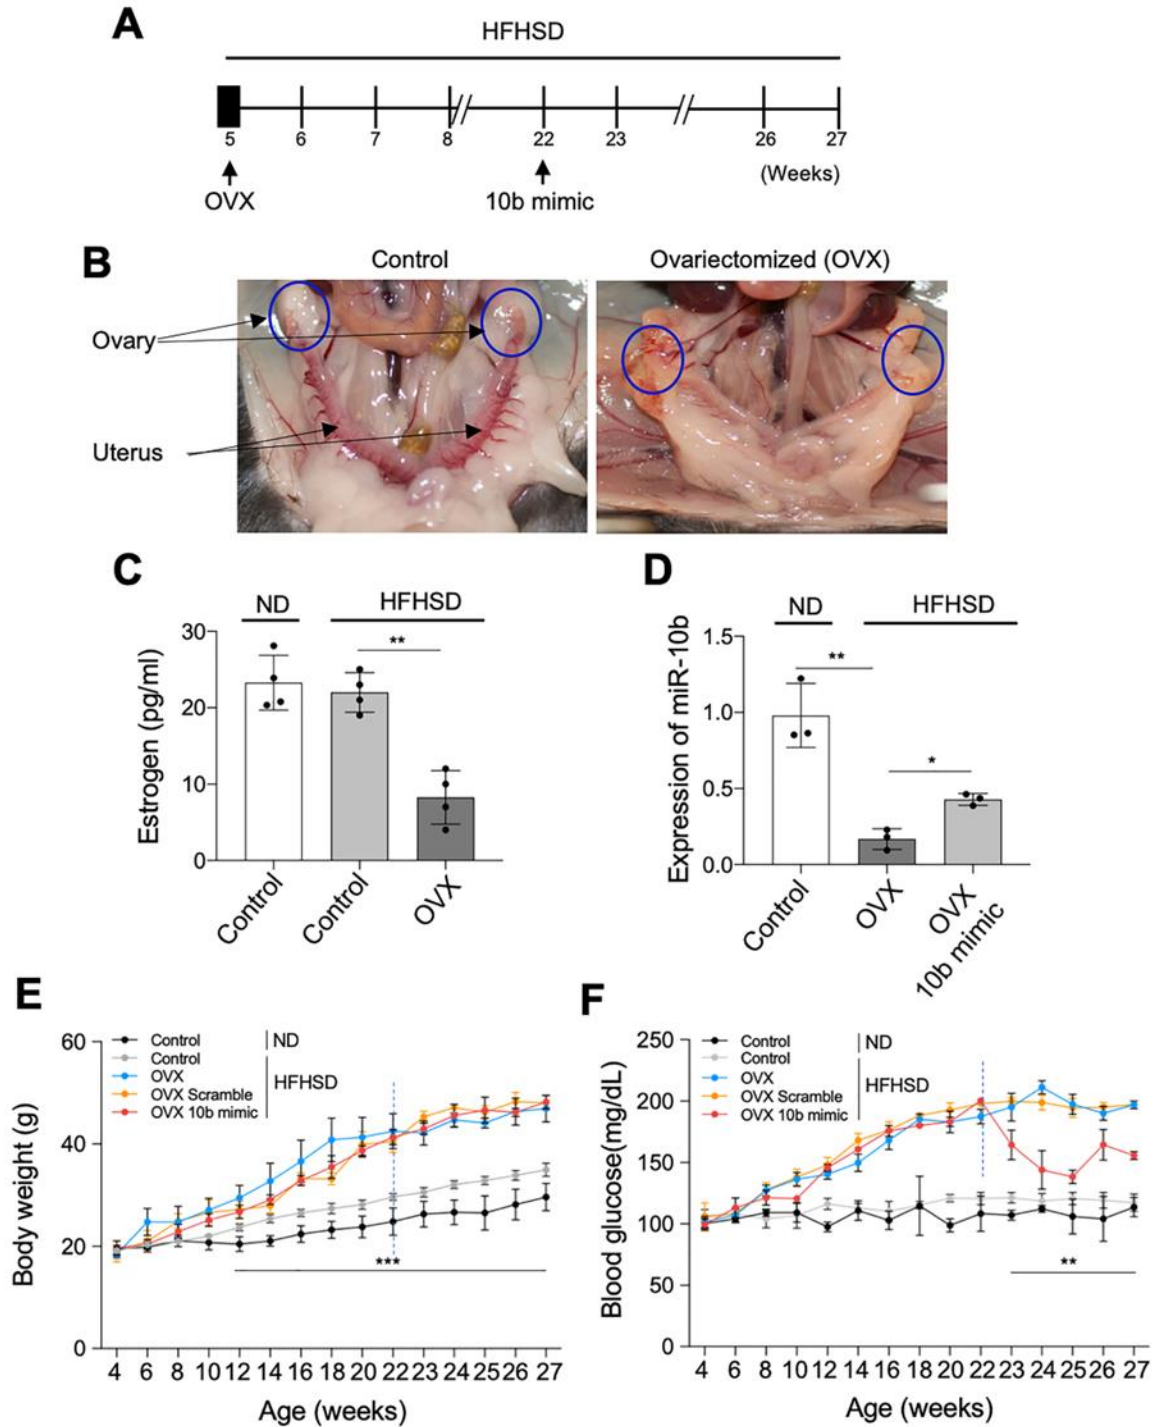 A
HFHSD
5 6 7 8 22 23 26 27
(Weeks)
OVX 10b mimic
B
Control Ovariectomized (OVX)
Ovary
Uterus
C
ND HFHSD
**
Estrogen (pg/ml)
30
20
10
0
Control Control OVX
D
ND HFHSD
**
*
Expression of miR-10b
1.5
1.0
0.5
0.0
Control OVX OVX
10b mimic
E
Control ND
Control
OVX HFHSD
OVX Scramble
OVX 10b mimic
Body weight (g)
60
40
20
0
***
4 6 8 10 12 14 16 18 20 22 23 24 25 26 27
Age (weeks)
F
Control ND
Control
OVX HFHSD
OVX Scramble
OVX 10b mimic
Blood glucose(mg/dL)
250
200
150
100
50
0
**
4 6 8 10 12 14 16 18 20 22 23 24 25 26 27
Age (weeks)